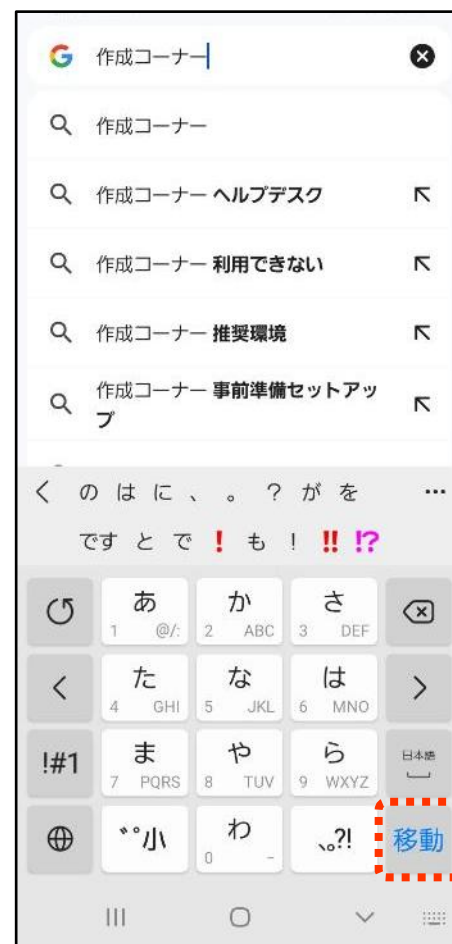 作成コーナー
作成コーナー
作成コーナー ヘルプデスク
作成コーナー 利用できない
作成コーナー 推奨環境
作成コーナー 事前準備セットアッ
プ
の は に 、 。 ? が を …
です と で ! も ! !! !?
あ 1 @/: か 2 ABC さ 3 DEF
た 4 GHI な 5 JKL は 6 MNO
!#1 ま 7 PQRS や 8 TUV ら 9 WXYZ 日本語
゛゜小 わ 0 - 、。?! 移動